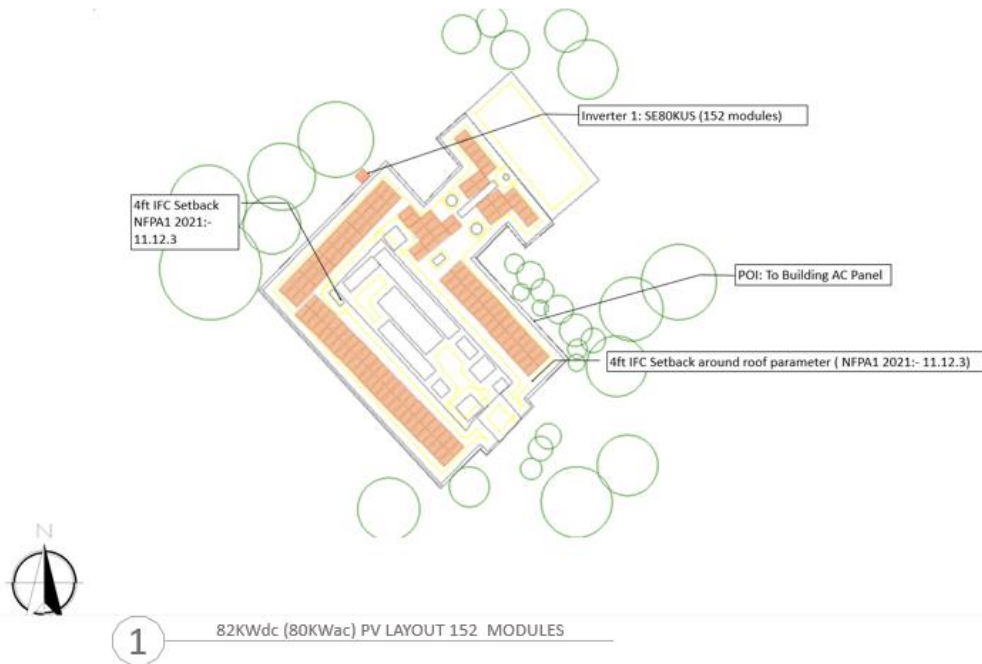 Inverter 1: SE80KUS (152 modules)
4ft IFC Setback
NFPA1 2021:-
11.12.3
POI: To Building AC Panel
4ft IFC Setback around roof parameter ( NFPA1 2021:- 11.12.3)
N
1
82KWdc (80KWac) PV LAYOUT 152 MODULES